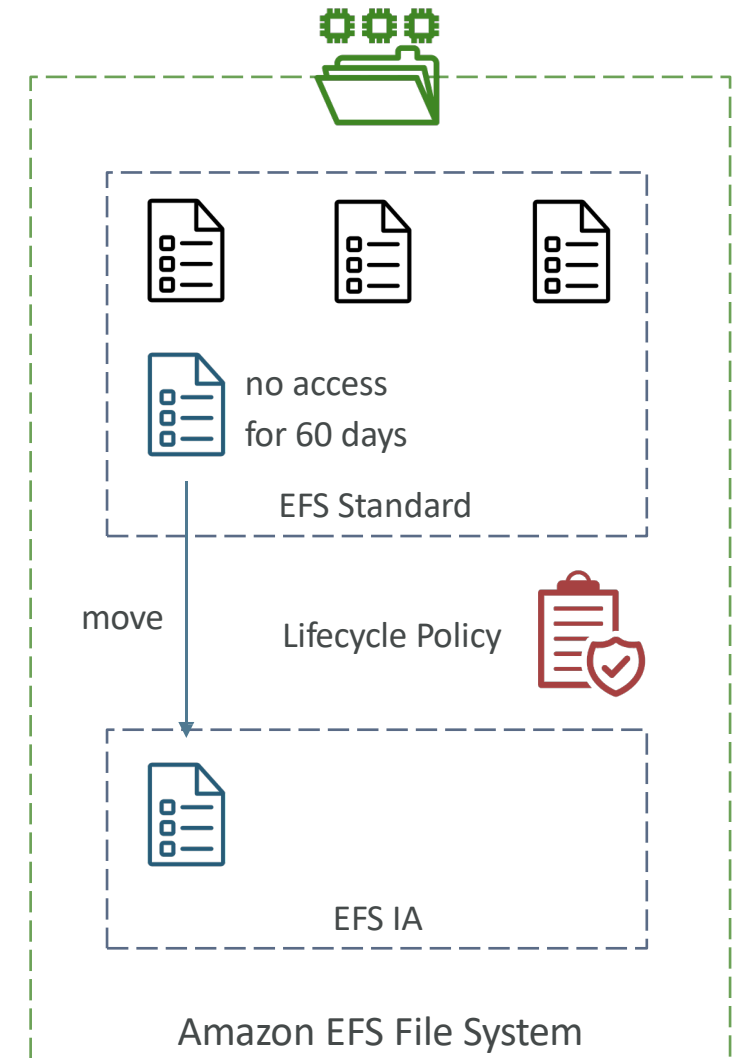 no access
for 60 days
EFS Standard
move
Lifecycle Policy
EFS IA
Amazon EFS File System